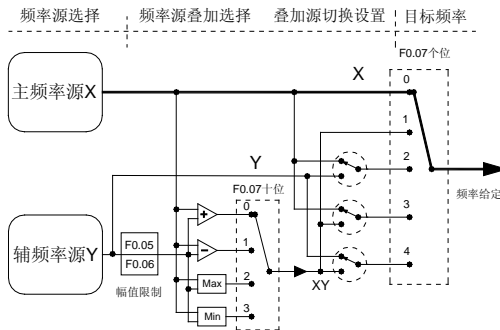 频率源选择 频率源叠加选择 叠加源切换设置 目标频率
F0.07个位
主频率源X
X
0
1
2
3
4
Y
F0.07十位
频率给定
辅频率源Y
F0.05
F0.06
幅值限制
+
0
−
1
Max
2
Min
3
XY